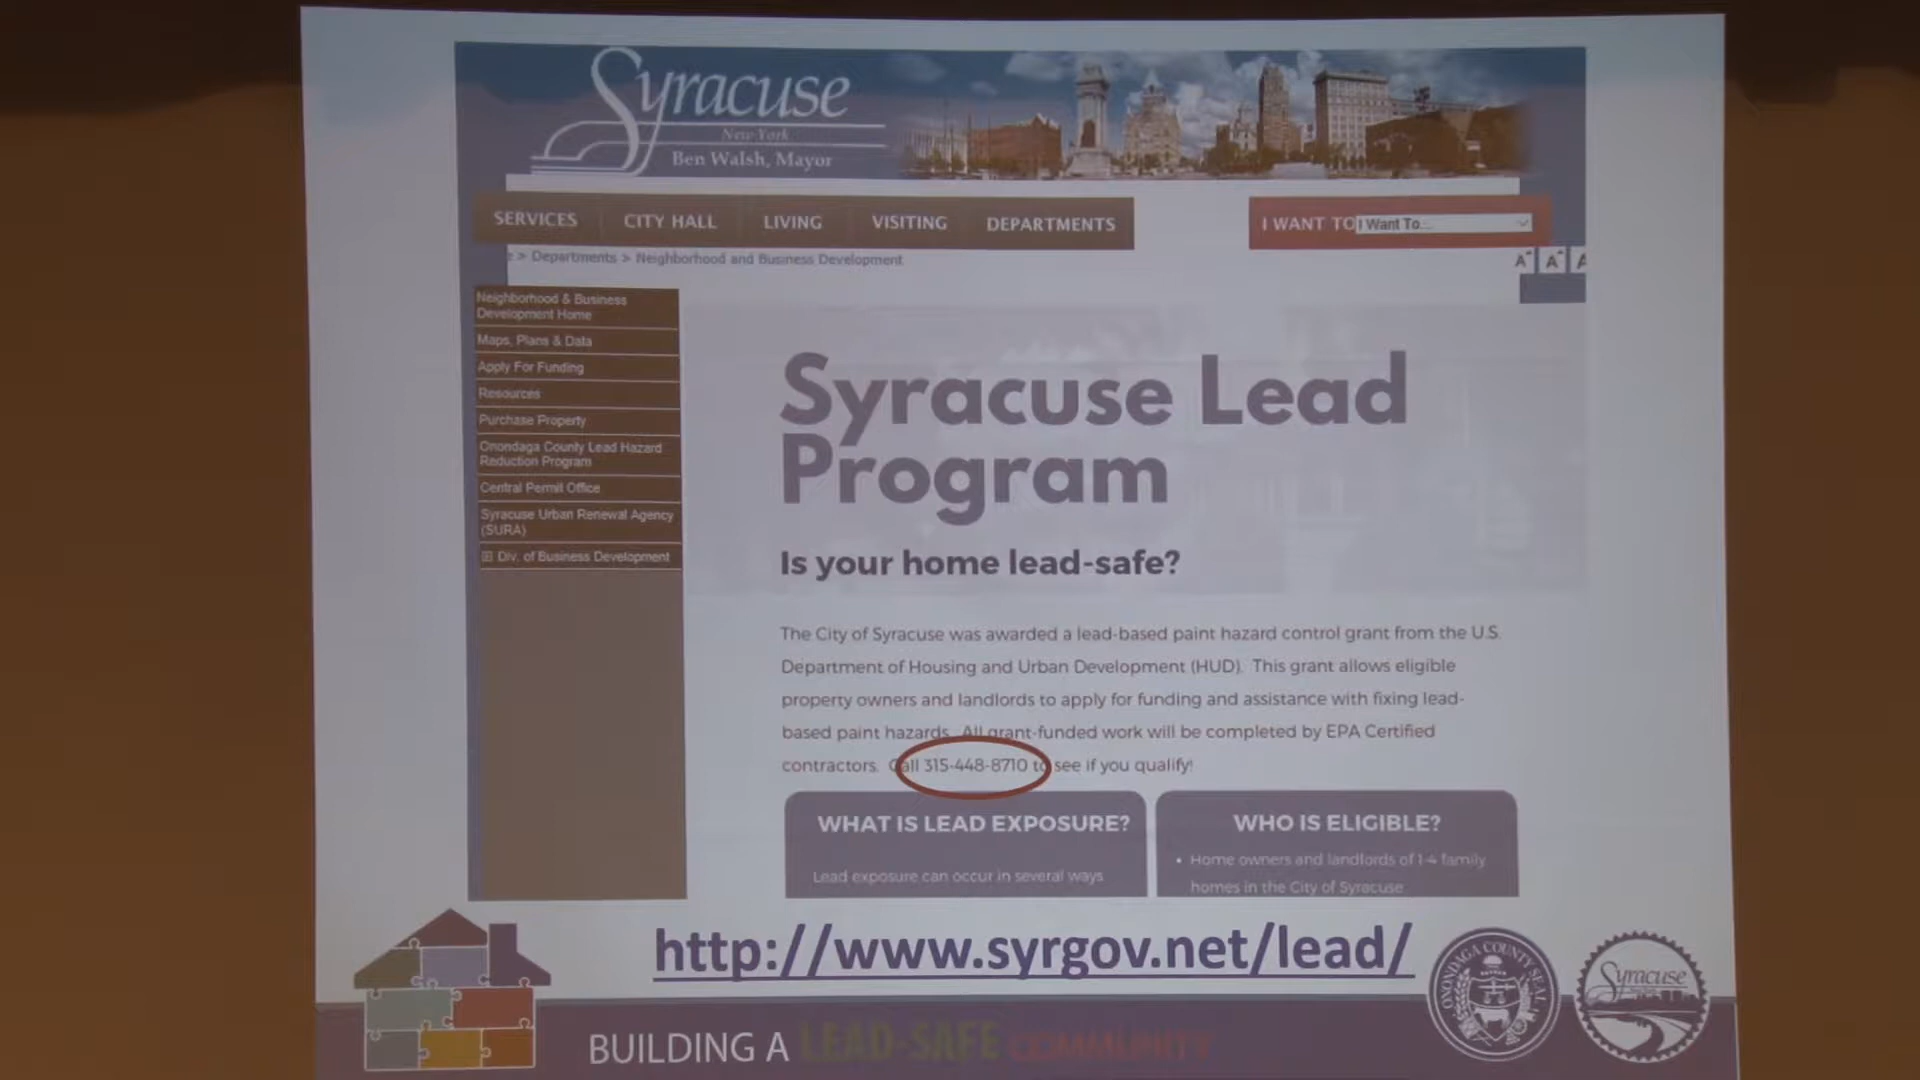 Syracuse
New York
Ben Walsh, Mayor
SERVICES CITY HALL LIVING VISITING DEPARTMENTS
I WANT TO I Want To...
> Departments > Neighborhood and Business Development
A- A- A
Neighborhood & Business
Development Home
Maps, Plans & Data
Apply For Funding
Resources
Purchase Property
Onondaga County Lead Hazard
Reduction Program
Central Permit Office
Syracuse Urban Renewal Agency
(SURA)
Div. of Business Development
Syracuse Lead
Program
Is your home lead-safe?
The City of Syracuse was awarded a lead-based paint hazard control grant from the U.S.
Department of Housing and Urban Development (HUD). This grant allows eligible
property owners and landlords to apply for funding and assistance with fixing lead-
based paint hazards. All grant-funded work will be completed by EPA Certified
contractors. Call 315-448-8710 to see if you qualify!
WHAT IS LEAD EXPOSURE?
Lead exposure can occur in several ways
WHO IS ELIGIBLE?
• Home owners and landlords of 1-4 family
homes in the City of Syracuse
http://www.syrgov.net/lead/
ONONDAGA COUNTY SEAL
Syracuse
BUILDING A LEAD-SAFE COMMUNITY